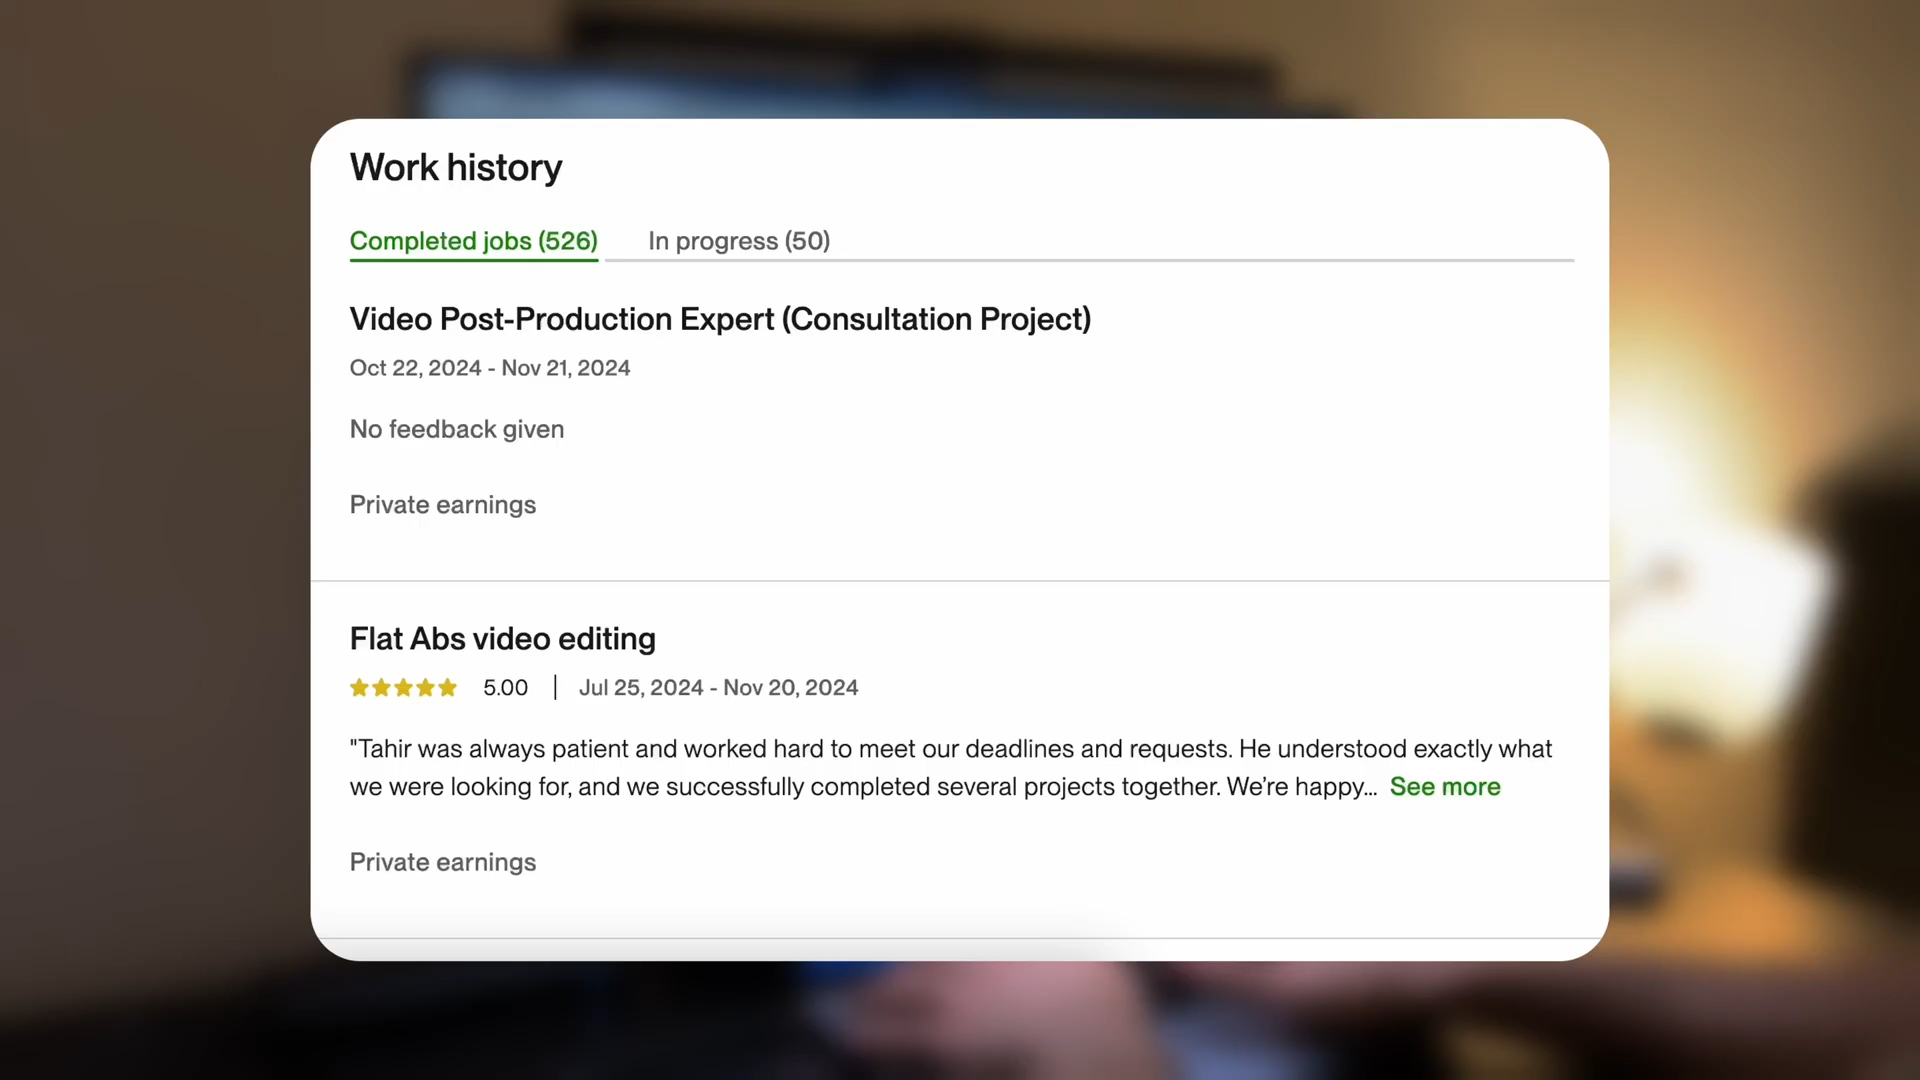 Work history
Completed jobs (526) In progress (50)
Video Post-Production Expert (Consultation Project)
Oct 22, 2024 - Nov 21, 2024
No feedback given
Private earnings
Flat Abs video editing
5.00 | Jul 25, 2024 - Nov 20, 2024
"Tahir was always patient and worked hard to meet our deadlines and requests. He understood exactly what
we were looking for, and we successfully completed several projects together. We’re happy... See more
Private earnings